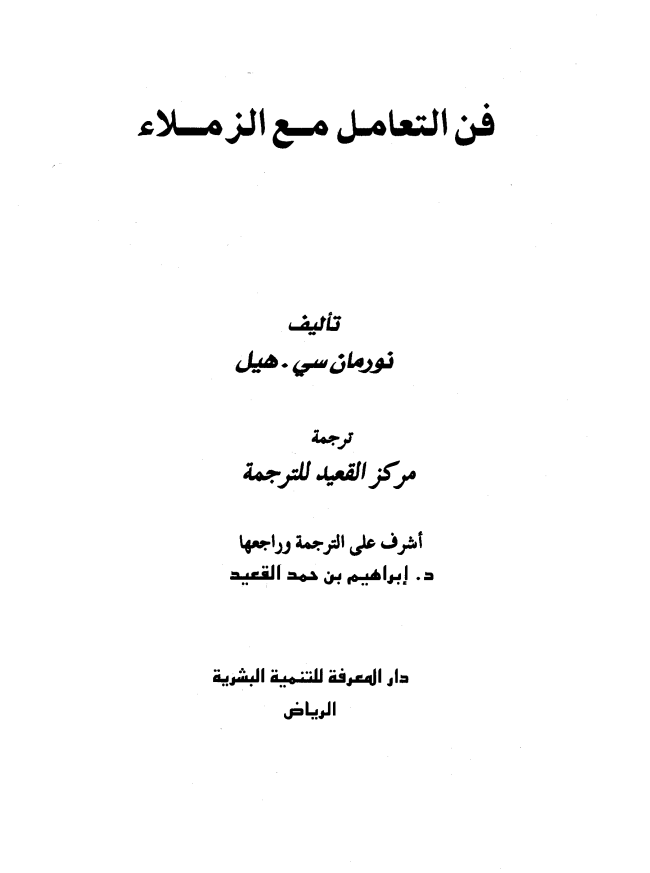 فن التعامل مع الزملاء
تأليف
نورمان سي . هيل
ترجمة
مركز القعيد للترجمة
أشرف على الترجمة وراجعها
د. إبراهيم بن حمد القعيد
دار المعرفة للتنمية البشرية
الرياض